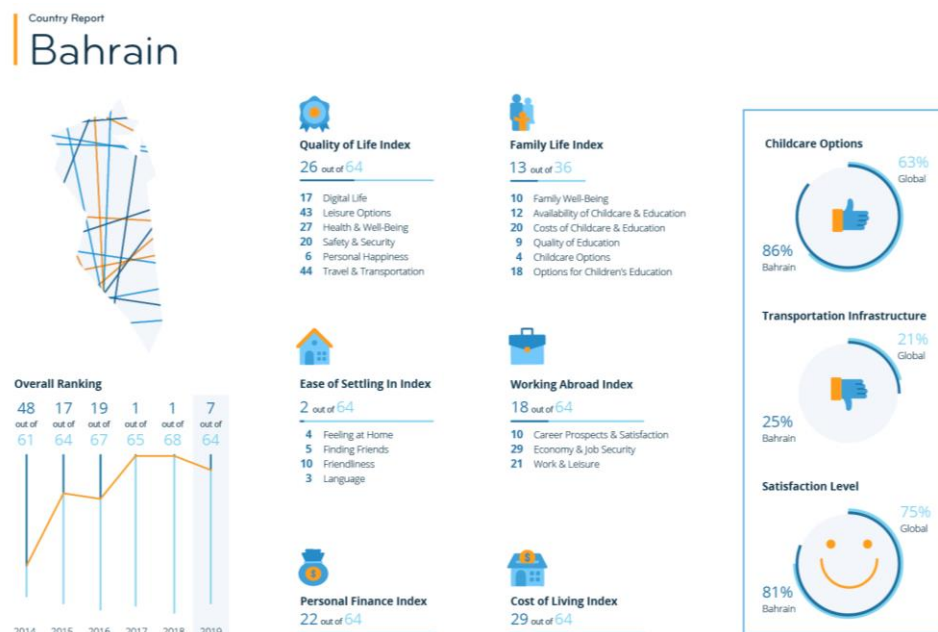 Country Report
Bahrain
Quality of Life Index
26 out of 64
17 Digital Life
43 Leisure Options
27 Health & Well-Being
20 Safety & Security
6 Personal Happiness
44 Travel & Transportation
Family Life Index
13 out of 36
10 Family Well-Being
12 Availability of Childcare & Education
20 Costs of Childcare & Education
9 Quality of Education
4 Childcare Options
18 Options for Children's Education
Childcare Options
63%
Global
86%
Bahrain
Transportation Infrastructure
21%
Global
25%
Bahrain
Overall Ranking
48 17 19 1 1 7
out of out of out of out of out of out of
61 64 67 65 68 64
2014 2015 2016 2017 2018 2019
Ease of Settling In Index
2 out of 64
4 Feeling at Home
5 Finding Friends
10 Friendliness
3 Language
Working Abroad Index
18 out of 64
10 Career Prospects & Satisfaction
29 Economy & Job Security
21 Work & Leisure
Satisfaction Level
75%
Global
81%
Bahrain
Personal Finance Index
22 out of 64
Cost of Living Index
29 out of 64